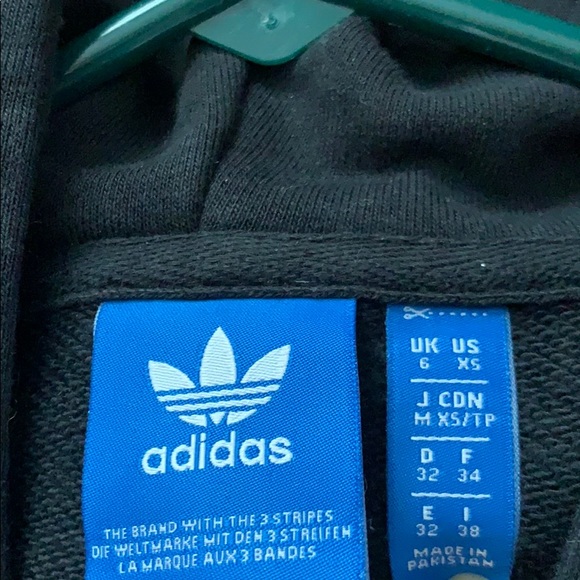 adidas
THE BRAND WITH THE 3 STRIPES
DIE WELTMARKE MIT DEN 3 STREIFEN
LA MARQUE AUX 3 BANDES
UK US
6 XS
J CDN
M XS/TP
D F
32 34
E I
32 38
MADE IN
PAKISTAN